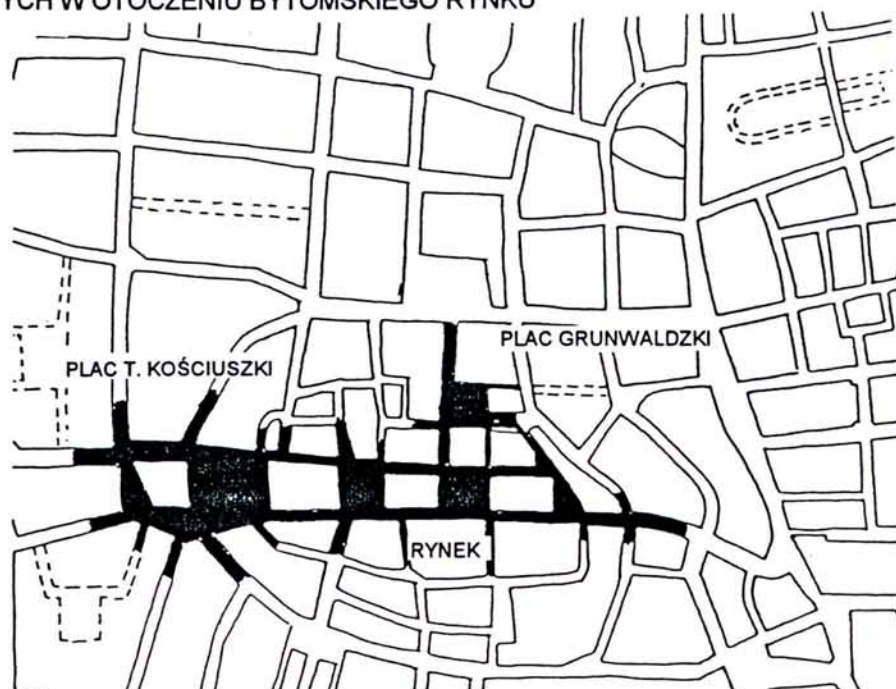 YCH W OTOCZENIU BYTOMSKIEGO RYNKU
PLAC GRUNWALDZKI
PLAC T. KOŚCIUSZKI
RYNEK